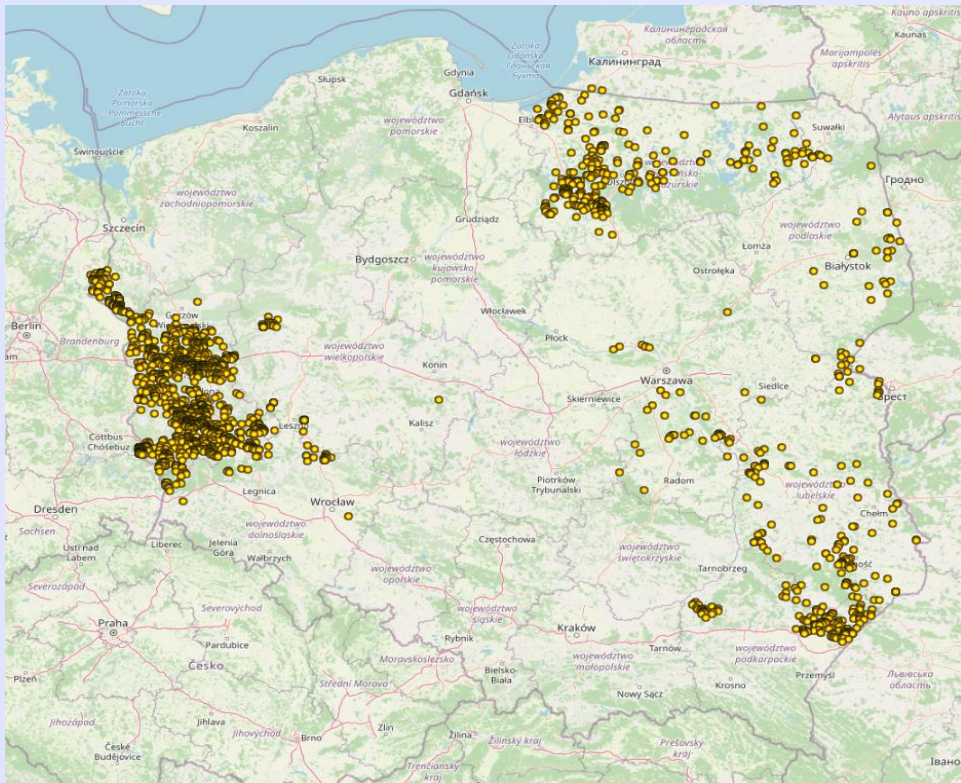 Калининградская
область
Kauno apskritis
Kaunas
Marijampolės
apskritis
Zatoka
Gdańska
Гданьская
бухта
Калининград
Słupsk
Gdynia
Gdańsk
Zatoka
Pomorska
Pommersche
Bucht
Koszalin
województwo
pomorskie
Suwałki
Alytaus apskritis
Świnoujście
województwo
zachodniopomorskie
Гродно
Grudziądz
Szczecin
województwo
podlaskie
Łomża
Bydgoszcz
województwo
kujawsko
pomorskie
Ostrołęka
Białystok
Włocławek
Berlin
Brandenburg
Płock
województwo
wielkopolskie
Konin
Warszawa
Siedlce
Skierniewice
Kalisz
Cottbus
Chóśebuz
województwo
łódzkie
Piotrków
Trybunalski
Radom
województwo
lubelskie
Legnica
Wrocław
Chełm
Dresden
Sachsen
województwo
dolnośląskie
Ústí nad
Labem
Liberec
Jelenia
Góra
Wałbrzych
Częstochowa
województwo
świętokrzyskie
województwo
opolskie
Tarnobrzeg
Severozápad
Severovýchod
województwo
śląskie
Praha
Kraków
Rybnik
Tarnów
województwo
podkarpackie
Pardubice
Česko
województwo
małopolskie
Przemyśl
Plzeň
Moravskoslezsko
Bielsko-
Biała
Krosno
Львівська
область
Střední Morava
Nowy Sącz
Jihlava
Jihozápad
Jihovýchod
Brno
Zlín
Žilina
Žilinský kraj
Prešovský
kraj
České
Budějovice
Trenčiansky
kraj